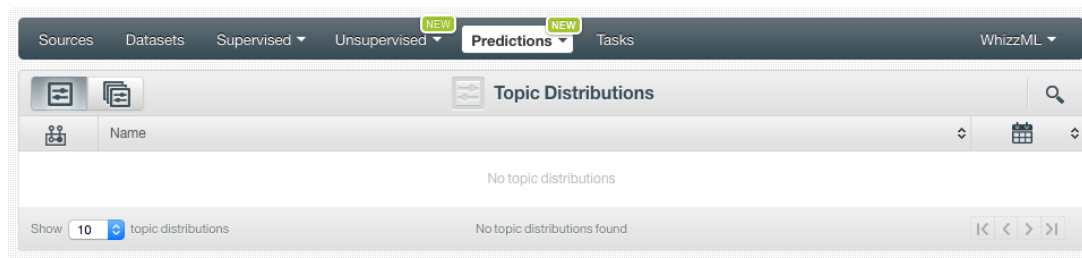 NEW NEW
Sources Datasets Supervised Unsupervised Predictions Tasks WhizzML
Topic Distributions
Name
No topic distributions
Show 10 topic distributions No topic distributions found